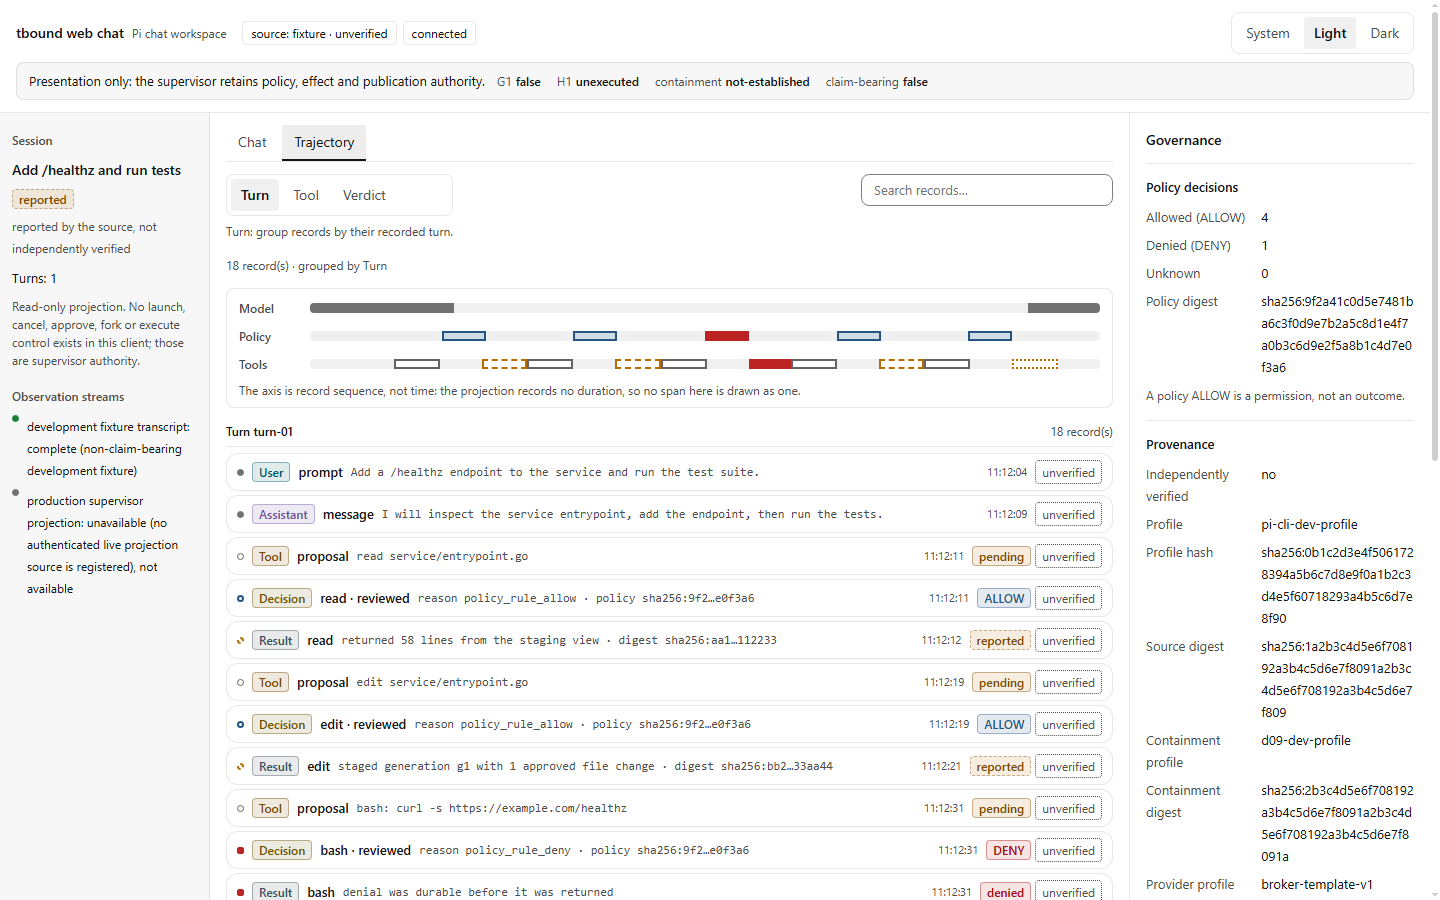 tbound web chat Pi chat workspace source: fixture · unverified connected System Light Dark
Presentation only: the supervisor retains policy, effect and publication authority. G1 false H1 unexecuted containment not-established claim-bearing false
Session
Add /healthz and run tests
reported
reported by the source, not
independently verified
Turns: 1
Read-only projection. No launch,
cancel, approve, fork or execute
control exists in this client; those
are supervisor authority.
Observation streams
development fixture transcript:
complete (non-claim-bearing
development fixture)
production supervisor
projection: unavailable (no
authenticated live projection
source is registered), not
available
Chat Trajectory
Turn Tool Verdict Search records...
Turn: group records by their recorded turn.
18 record(s) · grouped by Turn
Model
Policy
Tools
The axis is record sequence, not time: the projection records no duration, so no span here is drawn as one.
Turn turn-01 18 record(s)
User prompt Add a /healthz endpoint to the service and run the test suite. 11:12:04 unverified
Assistant message I will inspect the service entrypoint, add the endpoint, then run the tests. 11:12:09 unverified
Tool proposal read service/entrypoint.go 11:12:11 pending unverified
Decision read · reviewed reason policy_rule_allow · policy sha256:9f2…e0f3a6 11:12:11 ALLOW unverified
Result read returned 58 lines from the staging view · digest sha256:aa1…112233 11:12:12 reported unverified
Tool proposal edit service/entrypoint.go 11:12:19 pending unverified
Decision edit · reviewed reason policy_rule_allow · policy sha256:9f2…e0f3a6 11:12:19 ALLOW unverified
Result edit staged generation g1 with 1 approved file change · digest sha256:bb2…33aa44 11:12:21 reported unverified
Tool proposal bash: curl -s https://example.com/healthz 11:12:31 pending unverified
Decision bash · reviewed reason policy_rule_deny · policy sha256:9f2…e0f3a6 11:12:31 DENY unverified
Result bash denial was durable before it was returned 11:12:31 denied unverified
Governance
Policy decisions
Allowed (ALLOW) 4
Denied (DENY) 1
Unknown 0
Policy digest sha256:9f2a41c0d5e7481b
a6c3f0d9e7b2a5c8d1e4f7
a0b3c6d9e2f5a8b1c4d7e0
f3a6
A policy ALLOW is a permission, not an outcome.
Provenance
Independently verified no
Profile pi-cli-dev-profile
Profile hash sha256:0b1c2d3e4f506172
8394a5b6c7d8e9f0a1b2c3
d4e5f60718293a4b5c6d7e
8f90
Source digest sha256:1a2b3c4d5e6f7081
92a3b4c5d6e7f8091a2b3c
4d5e6f708192a3b4c5d6e7
f809
Containment profile d09-dev-profile
Containment digest sha256:2b3c4d5e6f708192
a3b4c5d6e7f8091a2b3c4d
5e6f708192a3b4c5d6e7f8
091a
Provider profile broker-template-v1